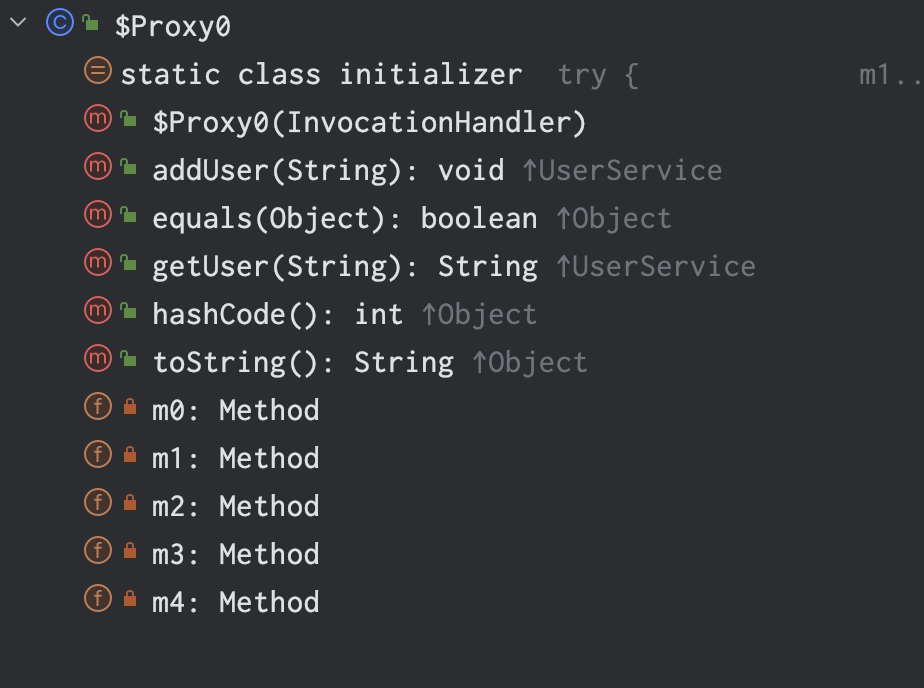 $Proxy0
static class initializer try { m1...
$Proxy0(InvocationHandler)
addUser(String): void ↑UserService
equals(Object): boolean ↑Object
getUser(String): String ↑UserService
hashCode(): int ↑Object
toString(): String ↑Object
m0: Method
m1: Method
m2: Method
m3: Method
m4: Method